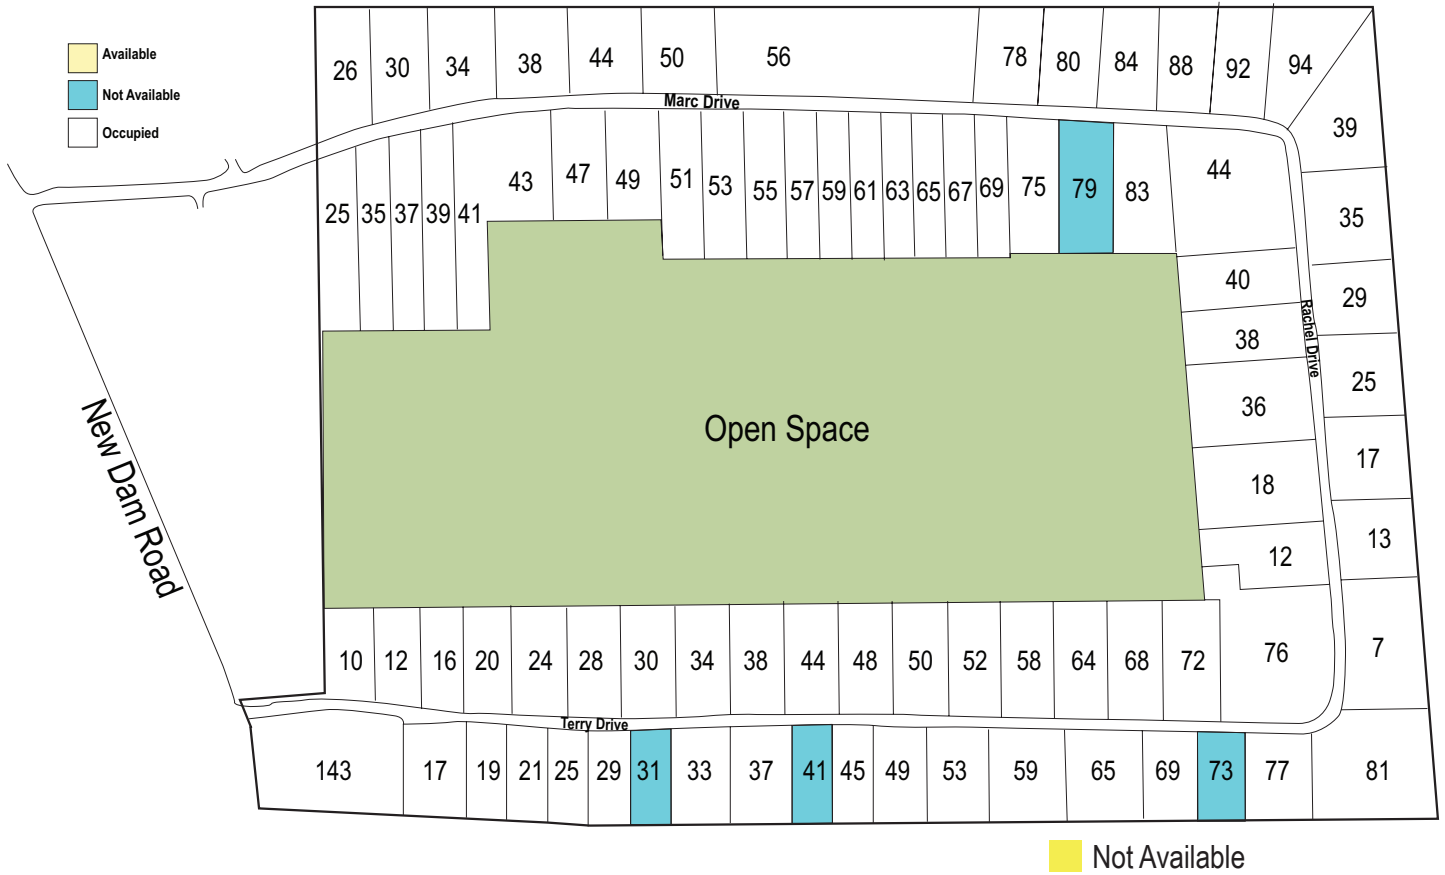 Available
Not Available
Occupied
26 30 34 38 44 50 56 78 80 84 88 92 94
Marc Drive
39
25 35 37 39 41 43 47 49 51 53 55 57 59 61 63 65 67 69 75 79 83 44
35
40
29
Rachel Drive
38
25
36
Open Space
17
18
13
12
New Dam Road
10 12 16 20 24 28 30 34 38 44 48 50 52 58 64 68 72 76 7
Terry Drive
143 17 19 21 25 29 31 33 37 41 45 49 53 59 65 69 73 77 81
Not Available